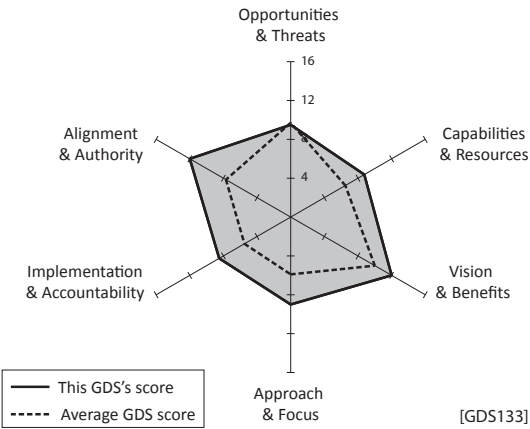 Opportunities
& Threats
16
12
8
4
Alignment
& Authority
Capabilities
& Resources
Implementation
& Accountability
Vision
& Benefits
This GDS's score
Average GDS score
Approach
& Focus
[GDS133]